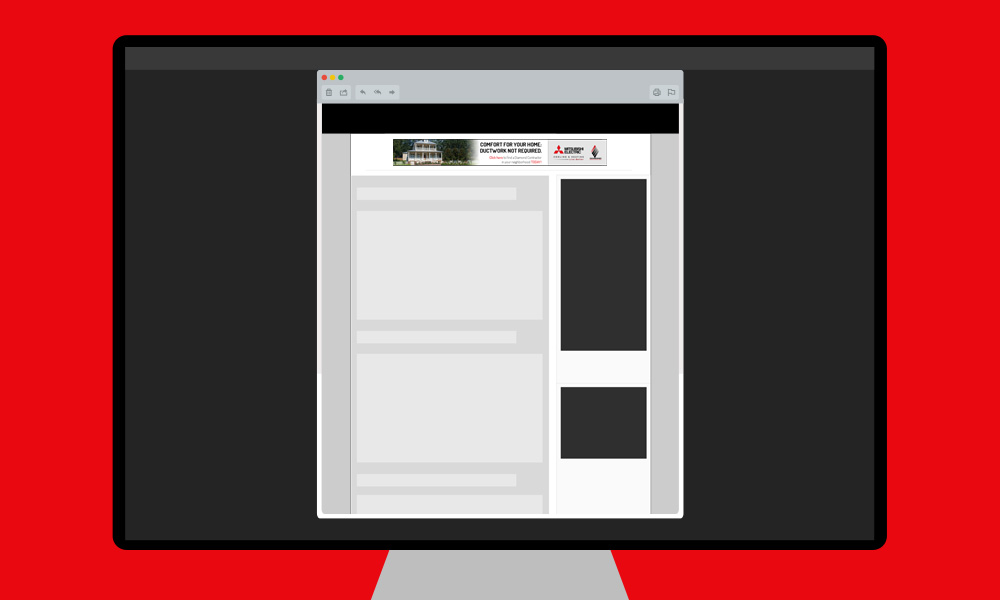 COMFORT FOR YOUR HOME:
DUCTWORK NOT REQUIRED.
Click here to find a Diamond Contractor
in your neighborhood TODAY!
MITSUBISHI
ELECTRIC
COOLING & HEATING